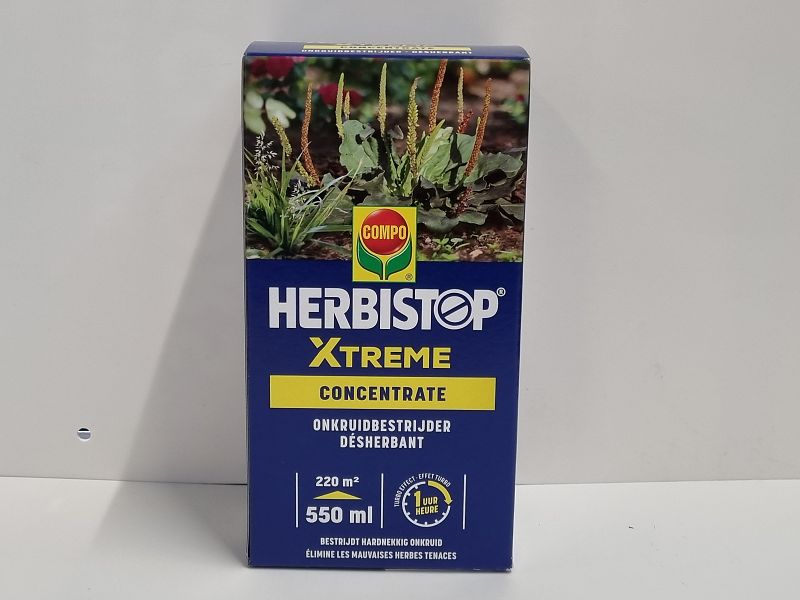 CONCENTRATE
ONKRUIDBESTRIJDER - DÉSHERBANT
COMPO
®
HERBISTOP®
XTREME
CONCENTRATE
ONKRUIDBESTRIJDER
DÉSHERBANT
220 m²
550 ml
TURBO EFFECT - EFFET TURBO
1 UUR
HEURE
BESTRIJDT HARDNEKKIG ONKRUID
ÉLIMINE LES MAUVAISES HERBES TENACES